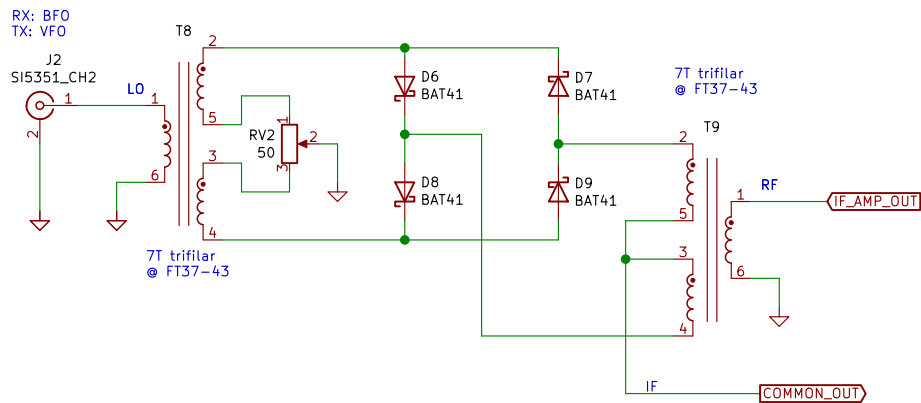 RX: BFO
TX: VFO
J2
SI5351_CH2
1
2
LO
T8
1
6
2
5
3
4
7T trifilar
@ FT37-43
RV2
50
1
2
3
D6
BAT41
D7
BAT41
D8
BAT41
D9
BAT41
7T trifilar
@ FT37-43
T9
2
5
3
4
1
6
RF
IF_AMP_OUT
IF
COMMON_OUT